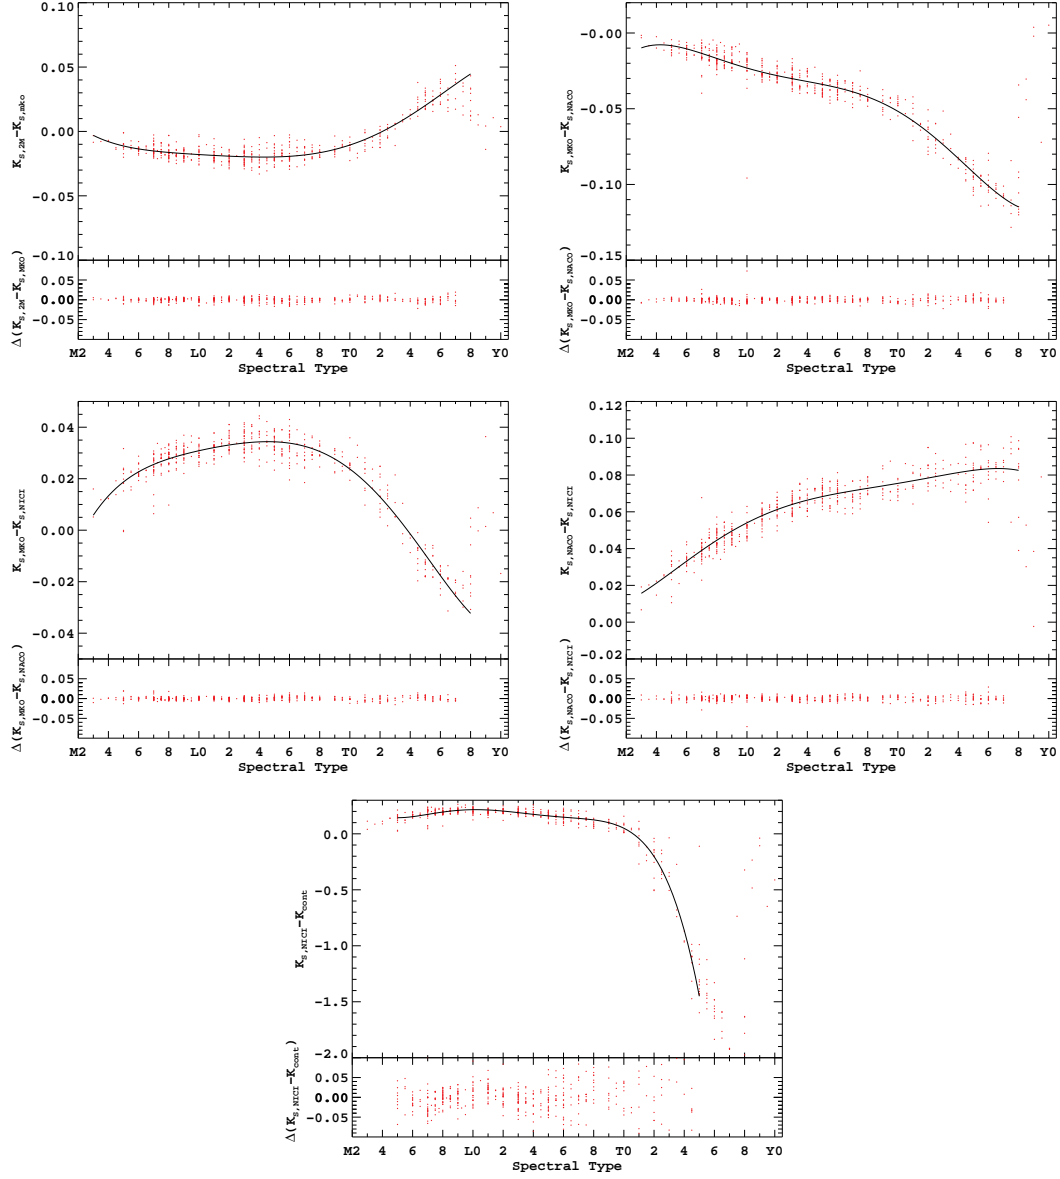 0.10
0.05
0.00
−0.05
−0.10
K_S,2M−K_S,mko
0.05
0.00
−0.05
Δ(K_S,2M−K_S,MKO)
M2 4 6 8 L0 2 4 6 8 T0 2 4 6 8 Y0
Spectral Type
−0.00
−0.05
−0.10
−0.15
K_S,MKO−K_S,NACO
0.05
0.00
−0.05
Δ(K_S,MKO−K_S,NACO)
M2 4 6 8 L0 2 4 6 8 T0 2 4 6 8 Y0
Spectral Type
0.04
0.02
0.00
−0.02
−0.04
K_S,MKO−K_S,NICI
0.05
0.00
−0.05
Δ(K_S,MKO−K_S,NACO)
M2 4 6 8 L0 2 4 6 8 T0 2 4 6 8 Y0
Spectral Type
0.12
0.10
0.08
0.06
0.04
0.02
0.00
−0.02
K_S,NACO−K_S,NICI
0.05
0.00
−0.05
Δ(K_S,NACO−K_S,NICI)
M2 4 6 8 L0 2 4 6 8 T0 2 4 6 8 Y0
Spectral Type
0.0
−0.5
−1.0
−1.5
−2.0
K_S,NICI−K_cont
0.05
0.00
−0.05
Δ(K_S,NICI−K_cont)
M2 4 6 8 L0 2 4 6 8 T0 2 4 6 8 Y0
Spectral Type